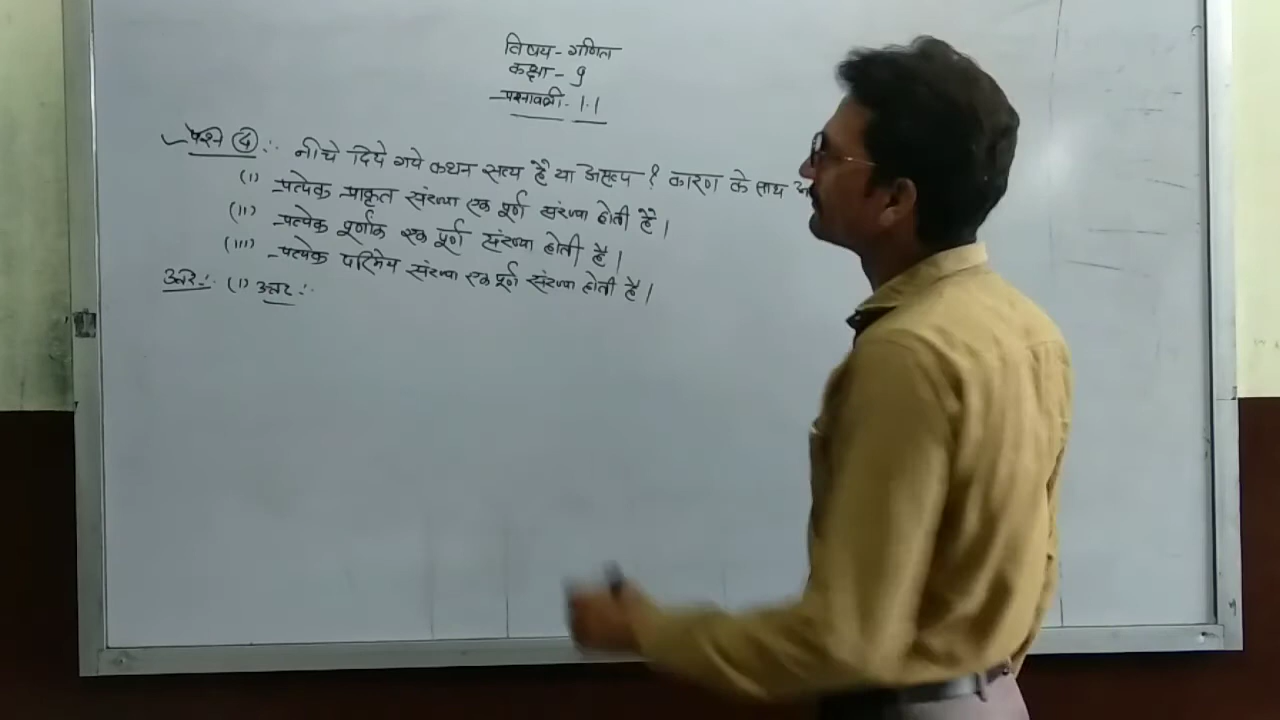 विषय - गणित
कक्षा - 9
प्रश्नावली - 1.1
प्रश्न (4) :- नीचे दिये गये कथन सत्य है या असत्य ? कारण के साथ
(i) प्रत्येक प्राकृत संख्या एक पूर्ण संख्या होती है।
(ii) प्रत्येक पूर्णांक एक पूर्ण संख्या होती है।
(iii) प्रत्येक परिमेय संख्या एक पूर्ण संख्या होती है।
उत्तर :- (i) उत्तर :-